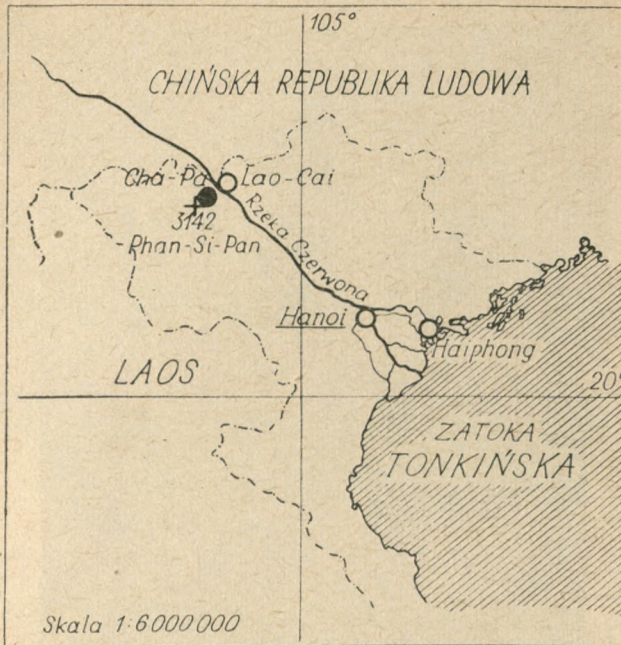 105°
CHIŃSKA REPUBLIKA LUDOWA
Cha-Pa
Lao-Cai
3142
Phan-Si-Pan
Rzeka Czerwona
Hanoi
Haiphong
LAOS
20°
ZATOKA
TONKIŃSKA
Skala 1:6000000